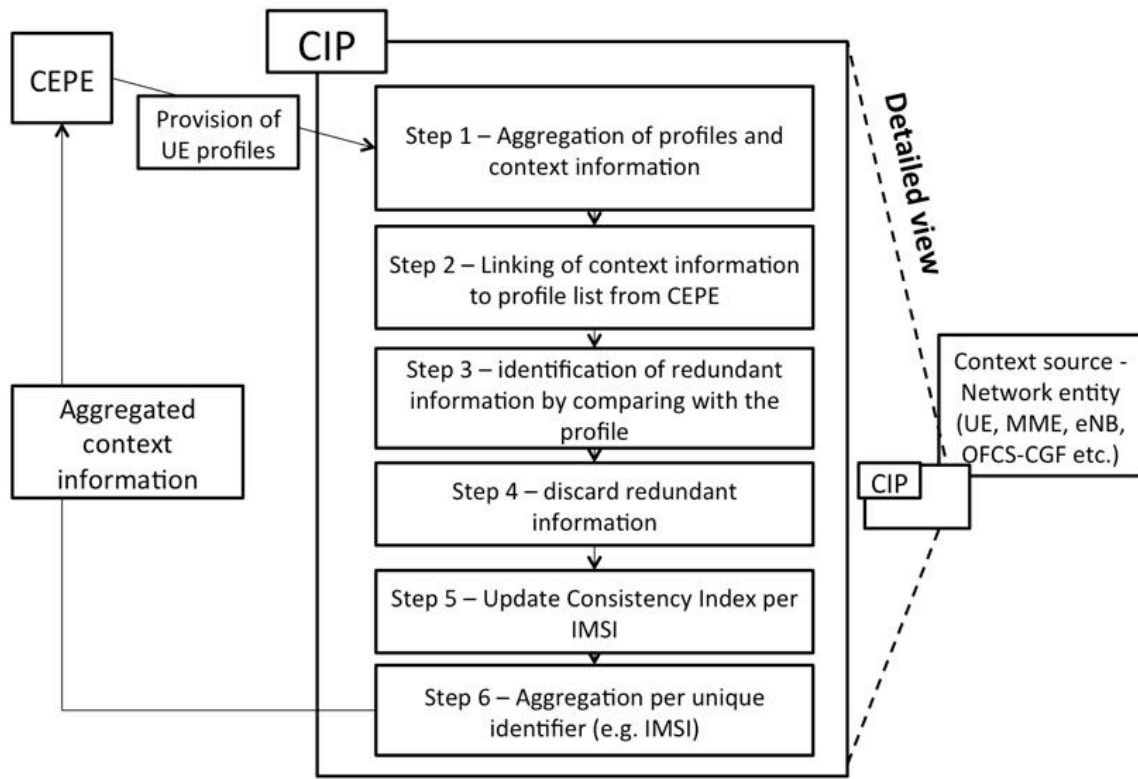 CEPE
CIP
Provision of
UE profiles
Step 1 – Aggregation of profiles and
context information
Step 2 – Linking of context information
to profile list from CEPE
Step 3 – identification of redundant
information by comparing with the
profile
Step 4 – discard redundant
information
Step 5 – Update Consistency Index per
IMSI
Step 6 – Aggregation per unique
identifier (e.g. IMSI)
Aggregated
context
information
Detailed view
Context source -
Network entity
(UE, MME, eNB,
OFCS-CGF etc.)
CIP